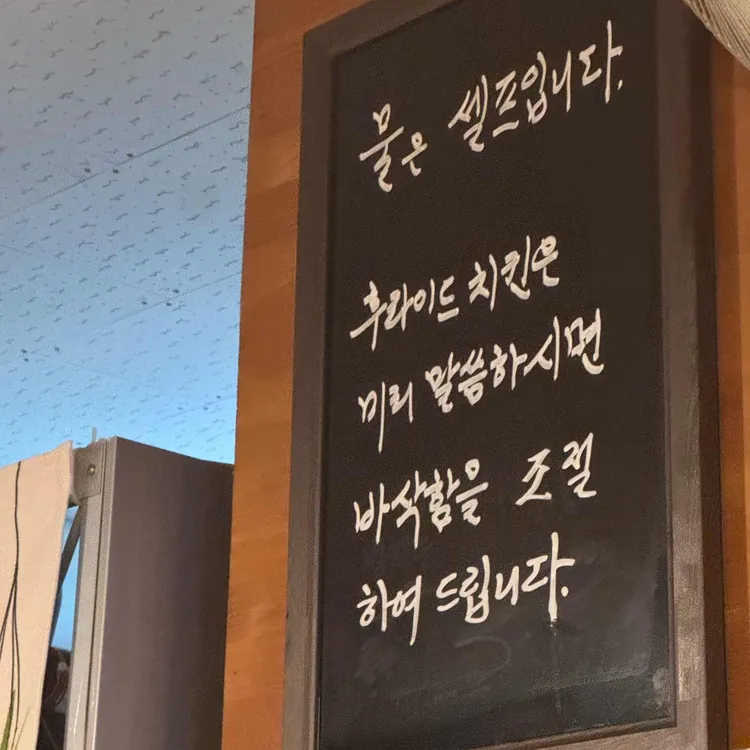 물은 셀프입니다.
후라이드 치킨은
미리 말씀하시면
바삭함을 조절
하여 드립니다.